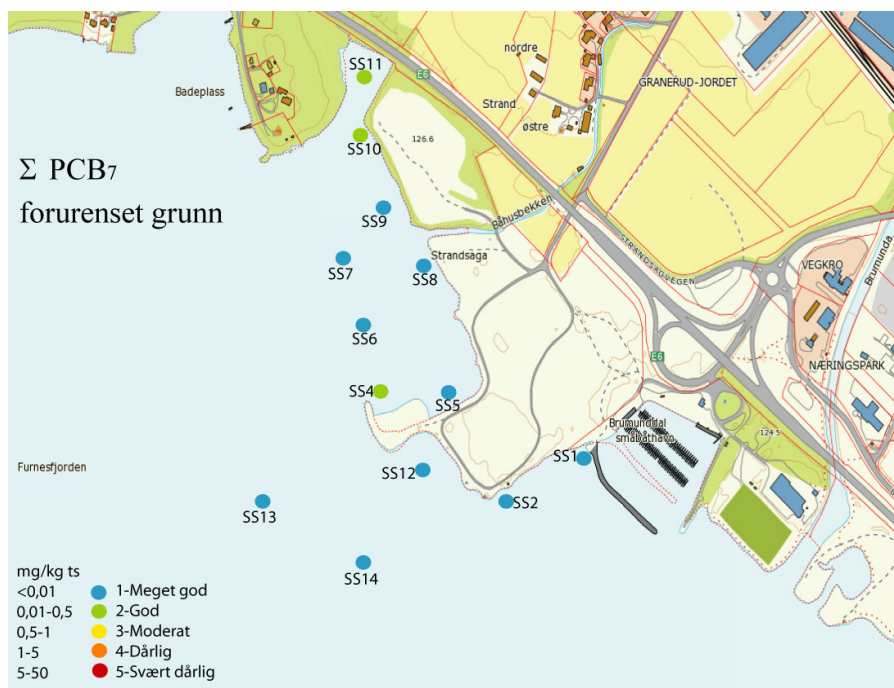 SS11
E6
nordre
GRANERUD-JORDET
Badeplass
Strand
østre
SS10
126.6
Σ PCB7
forurenset grunn
SS9
Båhusbekken
STRANDSAGVEGEN
Strandsaga
SS7
SS8
VEGKRO
Brumunda
SS6
E6
NÆRINGSPARK
SS4
SS5
Brumunddal
småbåthavn
124.5
SS1
Furnesfjorden
SS12
SS13
SS2
SS14
mg/kg ts
<0,01 1-Meget god
0,01-0,5 2-God
0,5-1 3-Moderat
1-5 4-Dårlig
5-50 5-Svært dårlig